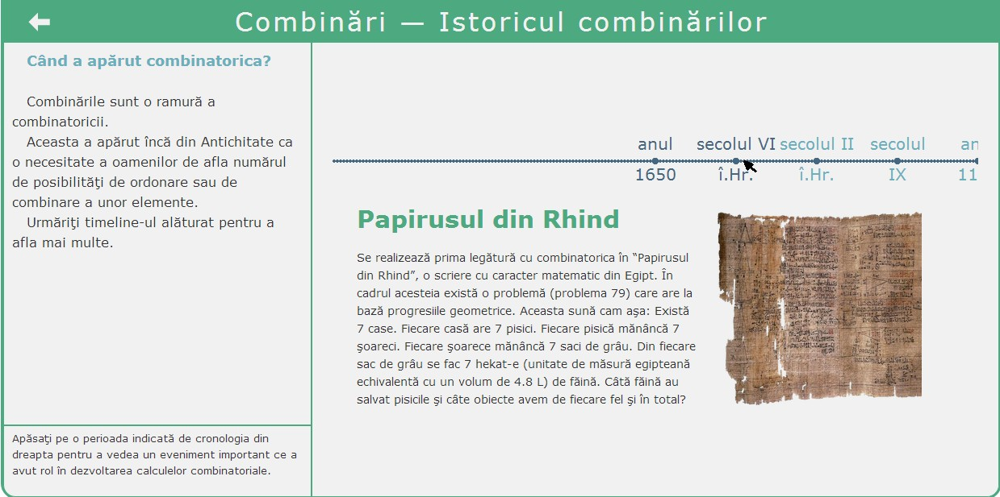 Combinări — Istoricul combinărilor
Când a apărut combinatorica?
Combinările sunt o ramură a
combinatoricii.
Aceasta a apărut încă din Antichitate ca
o necesitate a oamenilor de afla numărul
de posibilităţi de ordonare sau de
combinare a unor elemente.
Urmăriţi timeline-ul alăturat pentru a
afla mai multe.
Apăsaţi pe o perioada indicată de cronologia din
dreapta pentru a vedea un eveniment important ce a
avut rol în dezvoltarea calculelor combinatoriale.
anul secolul VI secolul II secolul an
1650 î.Hr. î.Hr. IX 11
Papirusul din Rhind
Se realizează prima legătură cu combinatorica în “Papirusul
din Rhind”, o scriere cu caracter matematic din Egipt. În
cadrul acesteia există o problemă (problema 79) care are la
bază progresiile geometrice. Aceasta sună cam aşa: Există
7 case. Fiecare casă are 7 pisici. Fiecare pisică mănâncă 7
şoareci. Fiecare şoarece mănâncă 7 saci de grâu. Din fiecare
sac de grâu se fac 7 hekat-e (unitate de măsură egipteană
echivalentă cu un volum de 4.8 L) de făină. Câtă făină au
salvat pisicile şi câte obiecte avem de fiecare fel şi în total?